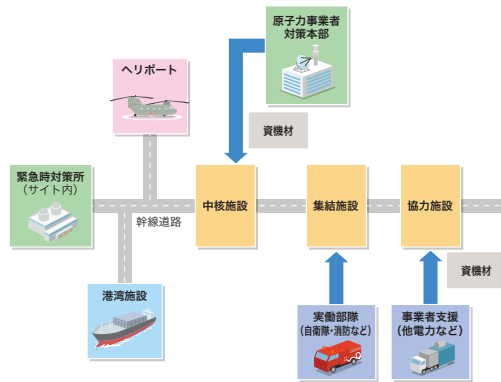 原子力事業者
対策本部
ヘリポート
資機材
緊急時対策所
（サイト内）
中核施設
集結施設
協力施設
幹線道路
資機材
港湾施設
実働部隊
（自衛隊・消防など）
事業者支援
（他電力など）